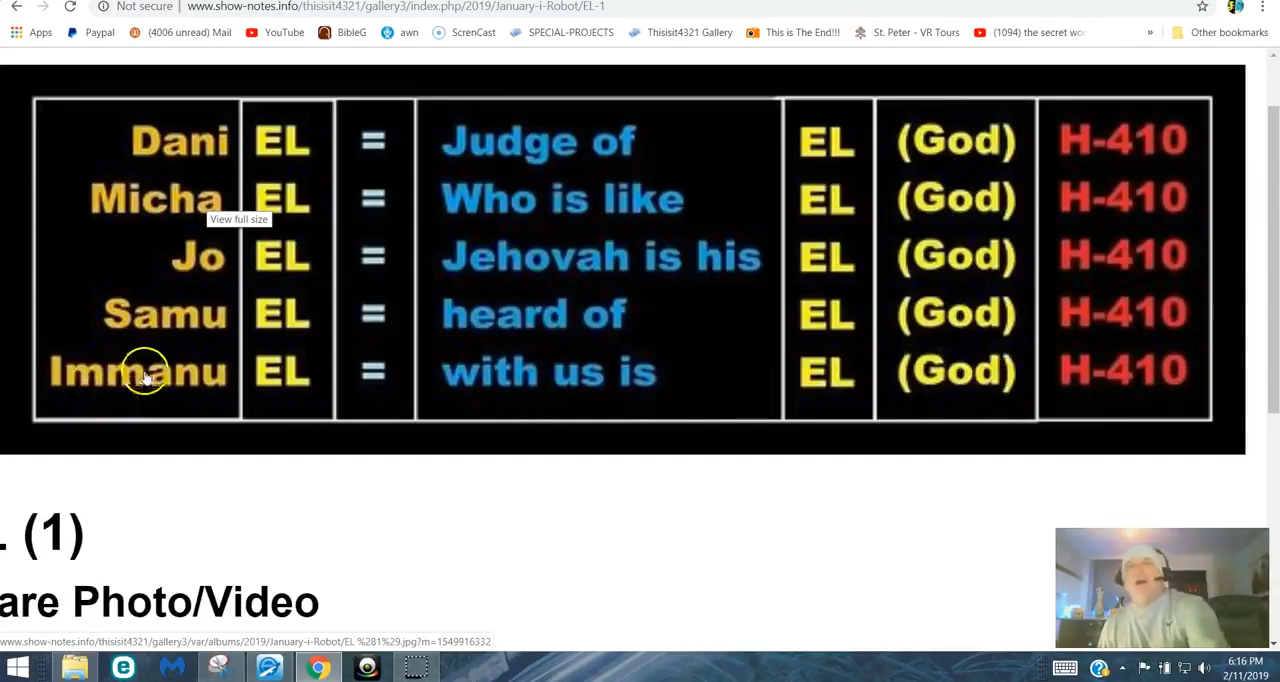 Not secure www.show-notes.info/thisisit4321/gallery3/index.php/2019/January-i-Robot/EL-1
Apps Paypal (4006 unread) Mail YouTube BibleG awn ScrenCast SPECIAL-PROJECTS Thisisit4321 Gallery This is The End!!! St. Peter - VR Tours (1094) the secret wo » Other bookmarks
Dani EL = Judge of EL (God) H-410
Micha EL = Who is like EL (God) H-410
View full size
Jo EL = Jehovah is his EL (God) H-410
Samu EL = heard of EL (God) H-410
Immanu EL = with us is EL (God) H-410
. (1)
are Photo/Video
www.show-notes.info/thisisit4321/gallery3/var/albums/2019/January-i-Robot/EL %281%29.jpg?m=1549916332
6:16 PM
2/11/2019